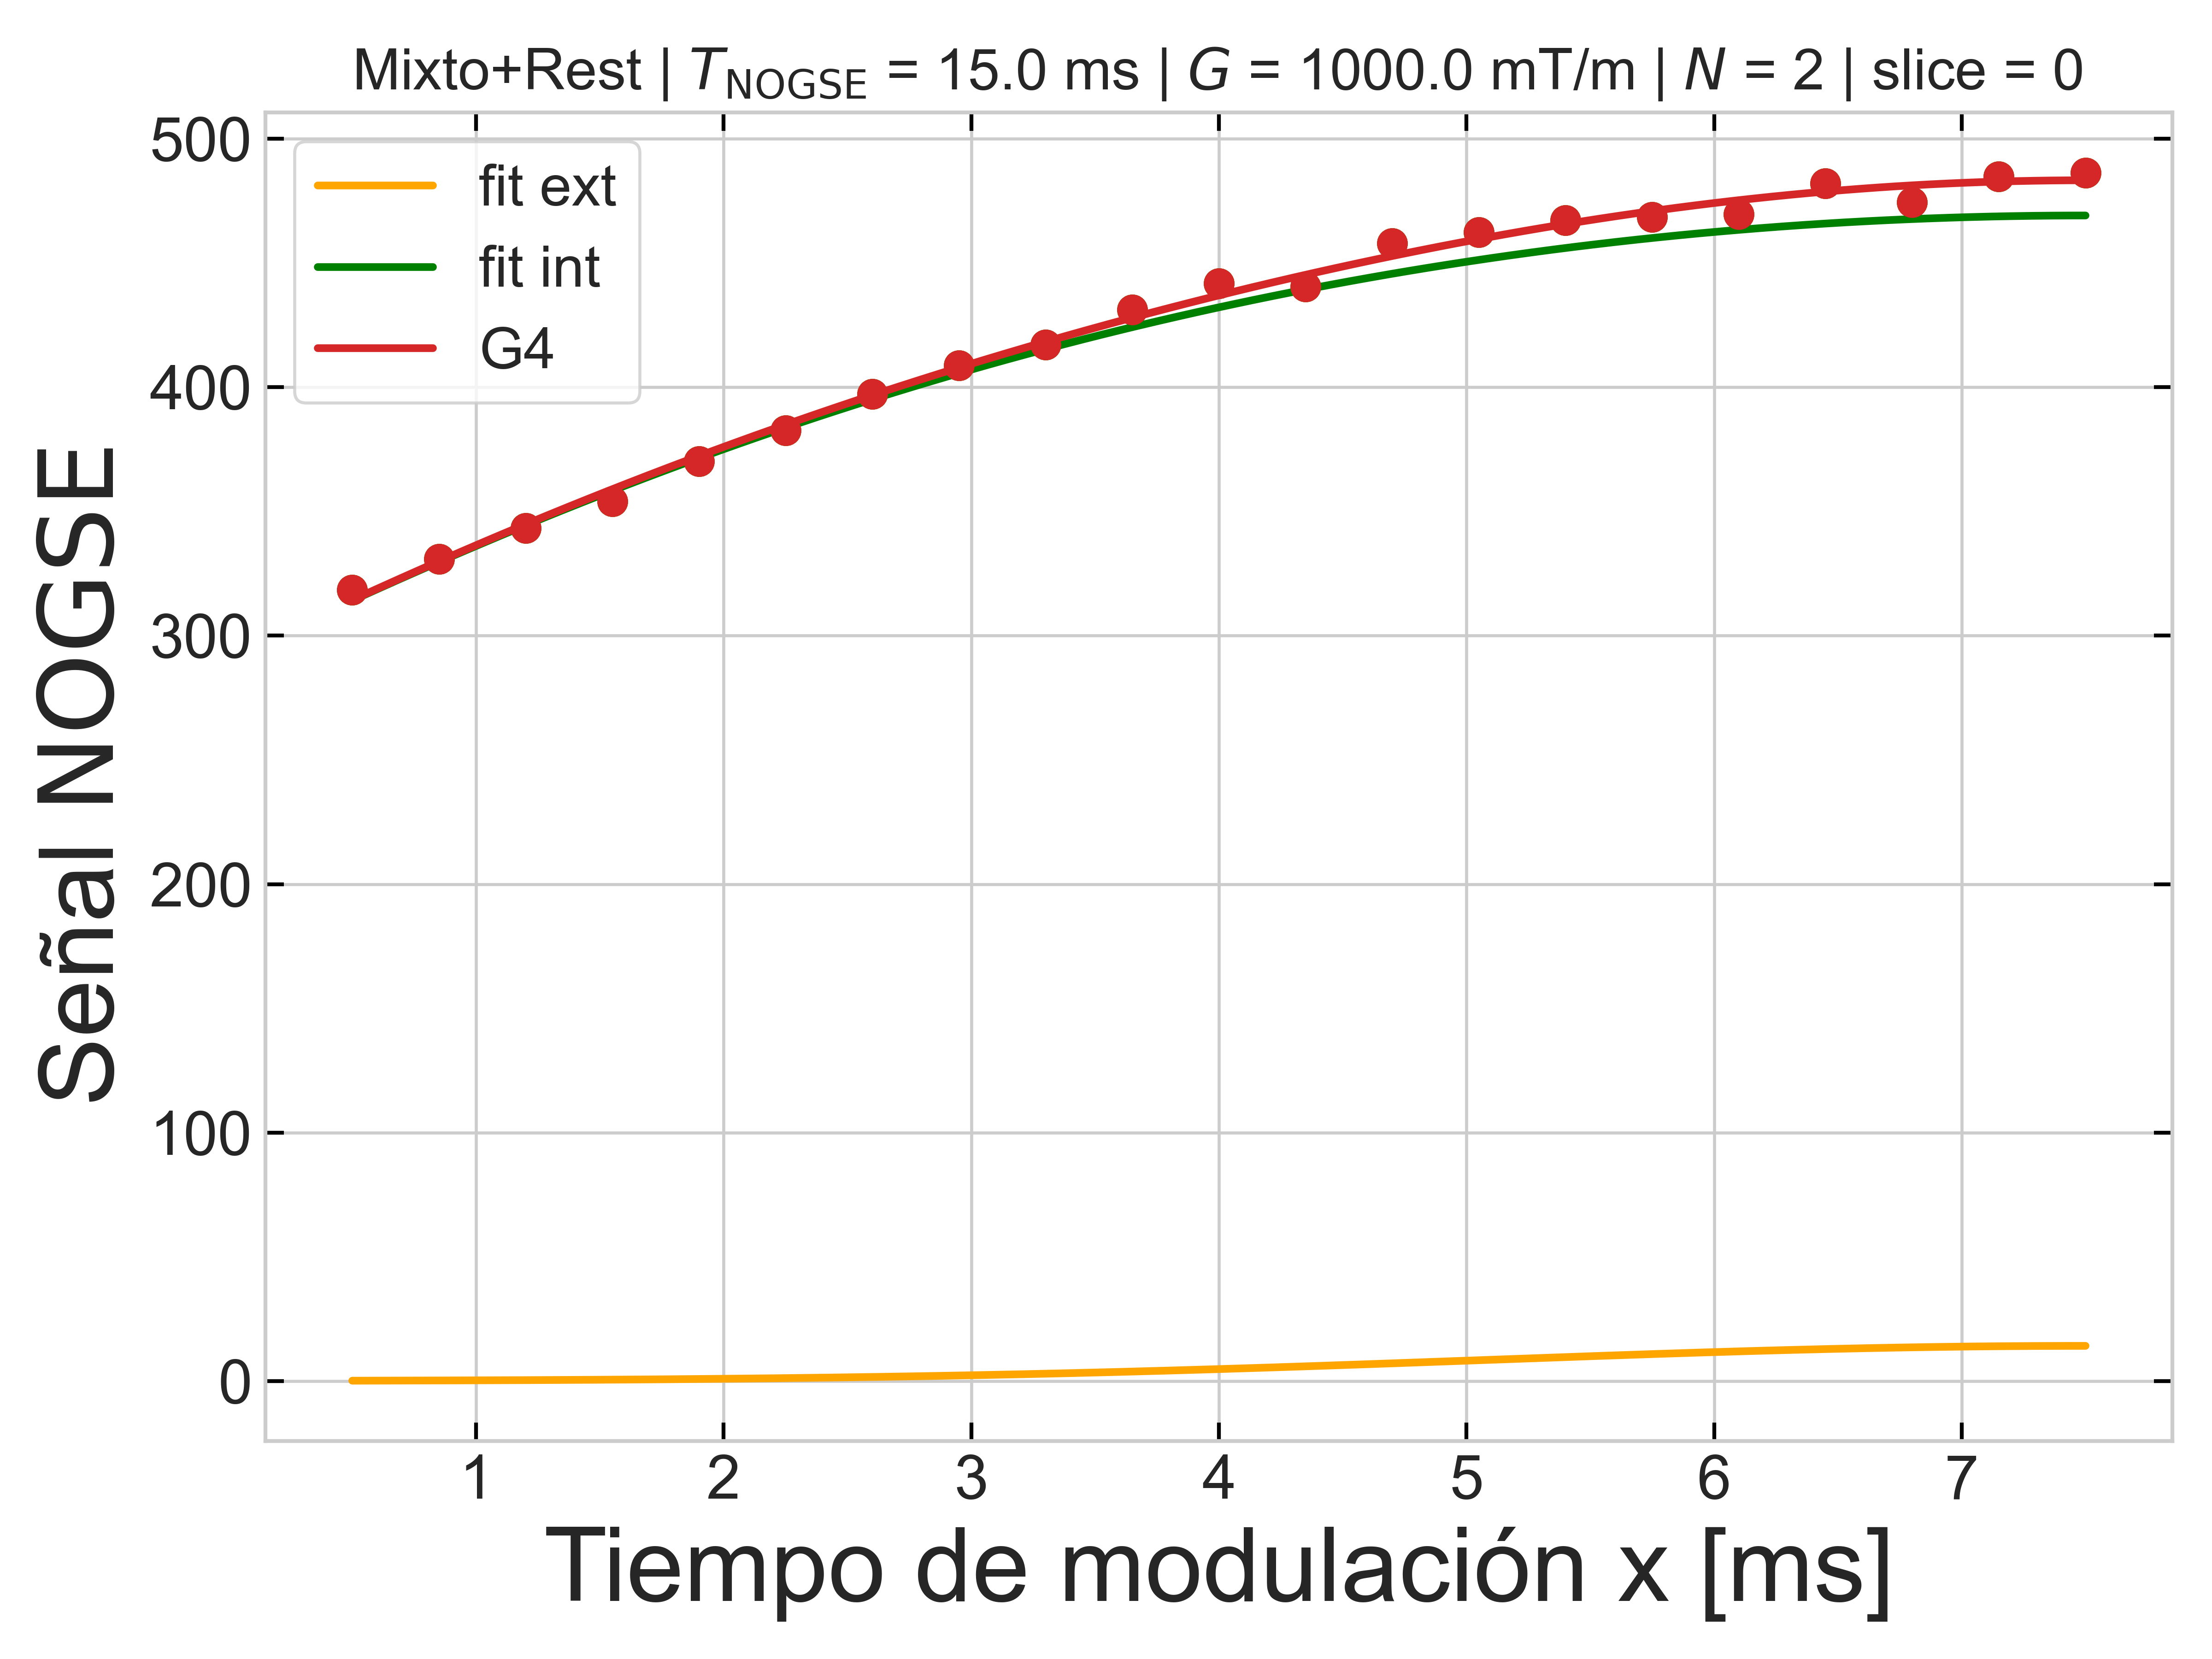 Mixto+Rest | T_NOGSE = 15.0 ms | G = 1000.0 mT/m | N = 2 | slice = 0
500
400
300
200
100
0
fit ext
fit int
G4
Señal NOGSE
1 2 3 4 5 6 7
Tiempo de modulación x [ms]